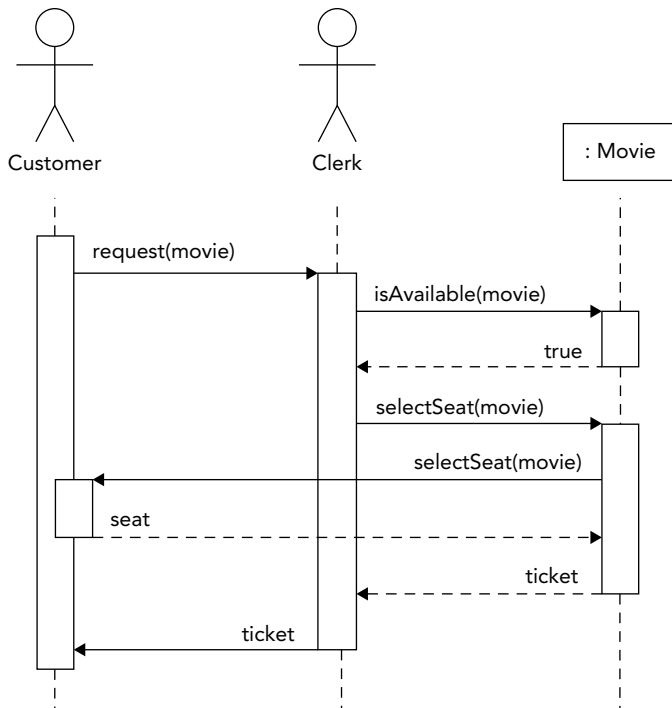 Customer
Clerk
: Movie
request(movie)
isAvailable(movie)
true
selectSeat(movie)
selectSeat(movie)
seat
ticket
ticket